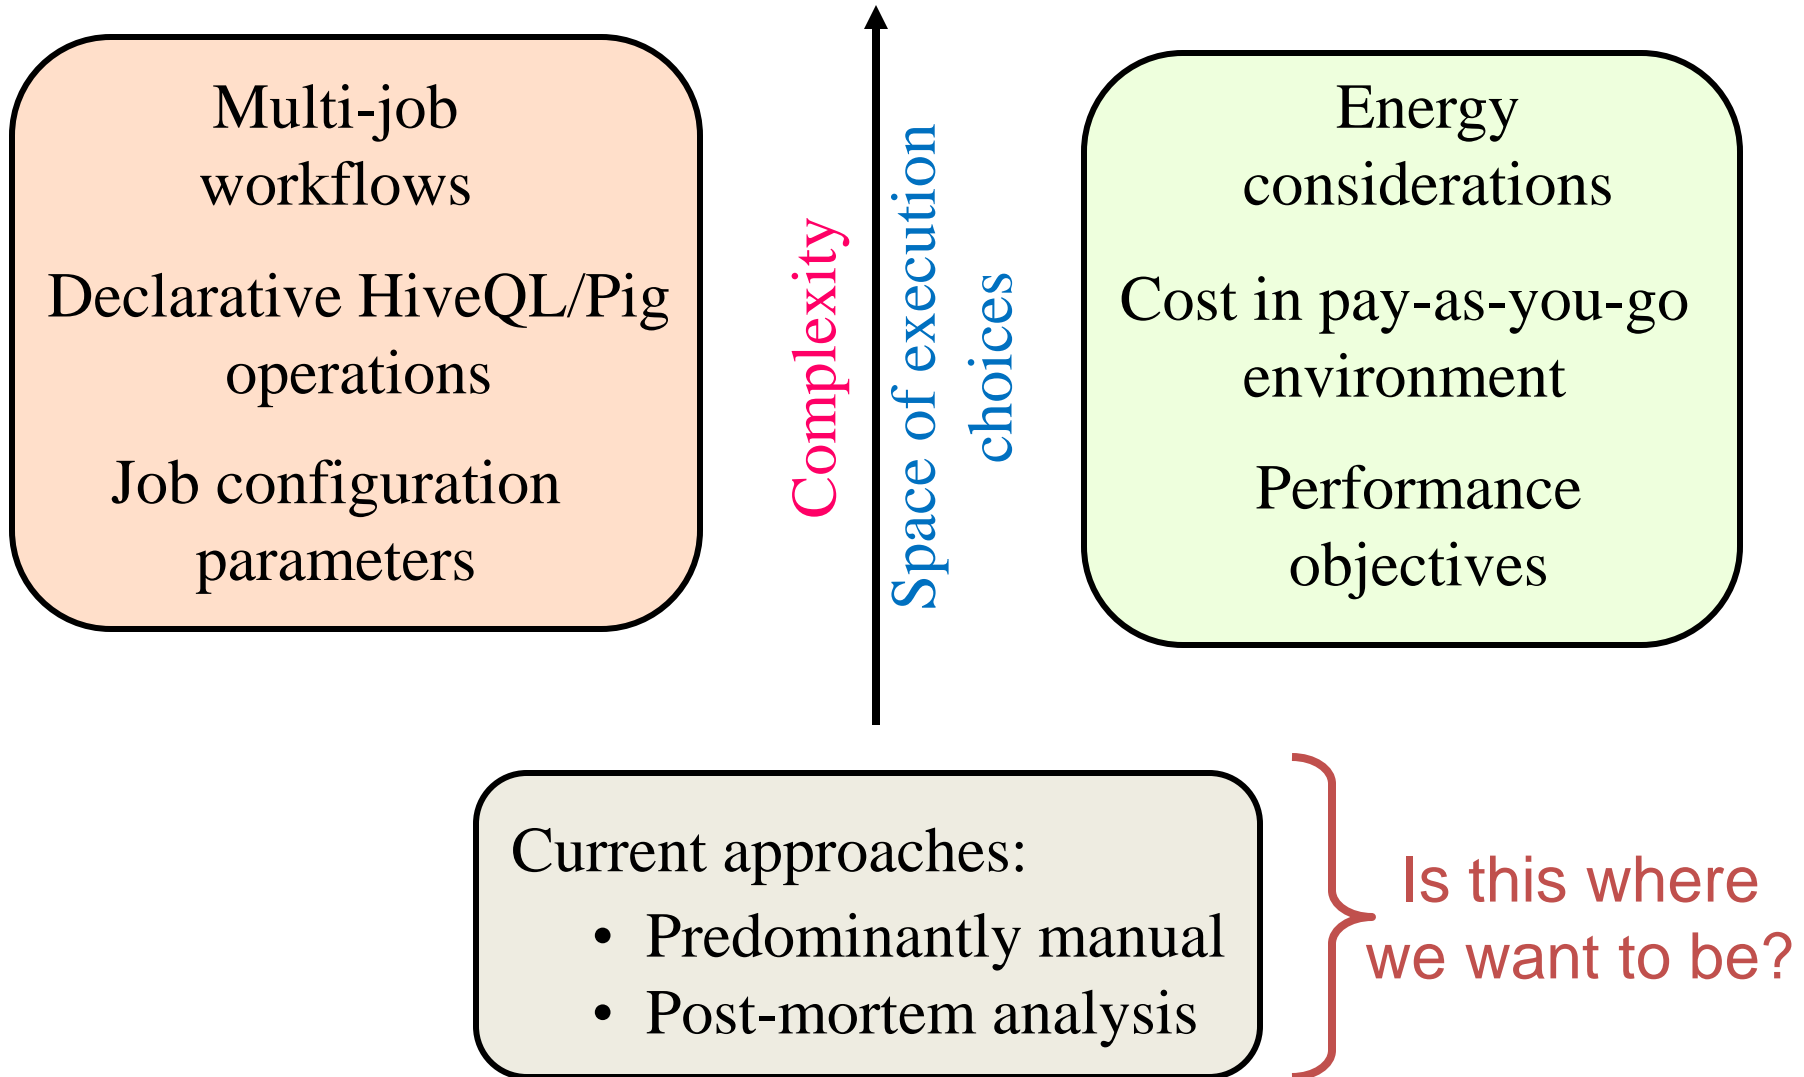 Multi-job
workflows
Declarative HiveQL/Pig
operations
Job configuration
parameters
Complexity
Space of execution
choices
Energy
considerations
Cost in pay-as-you-go
environment
Performance
objectives
Current approaches:
• Predominantly manual
• Post-mortem analysis
Is this where
we want to be?